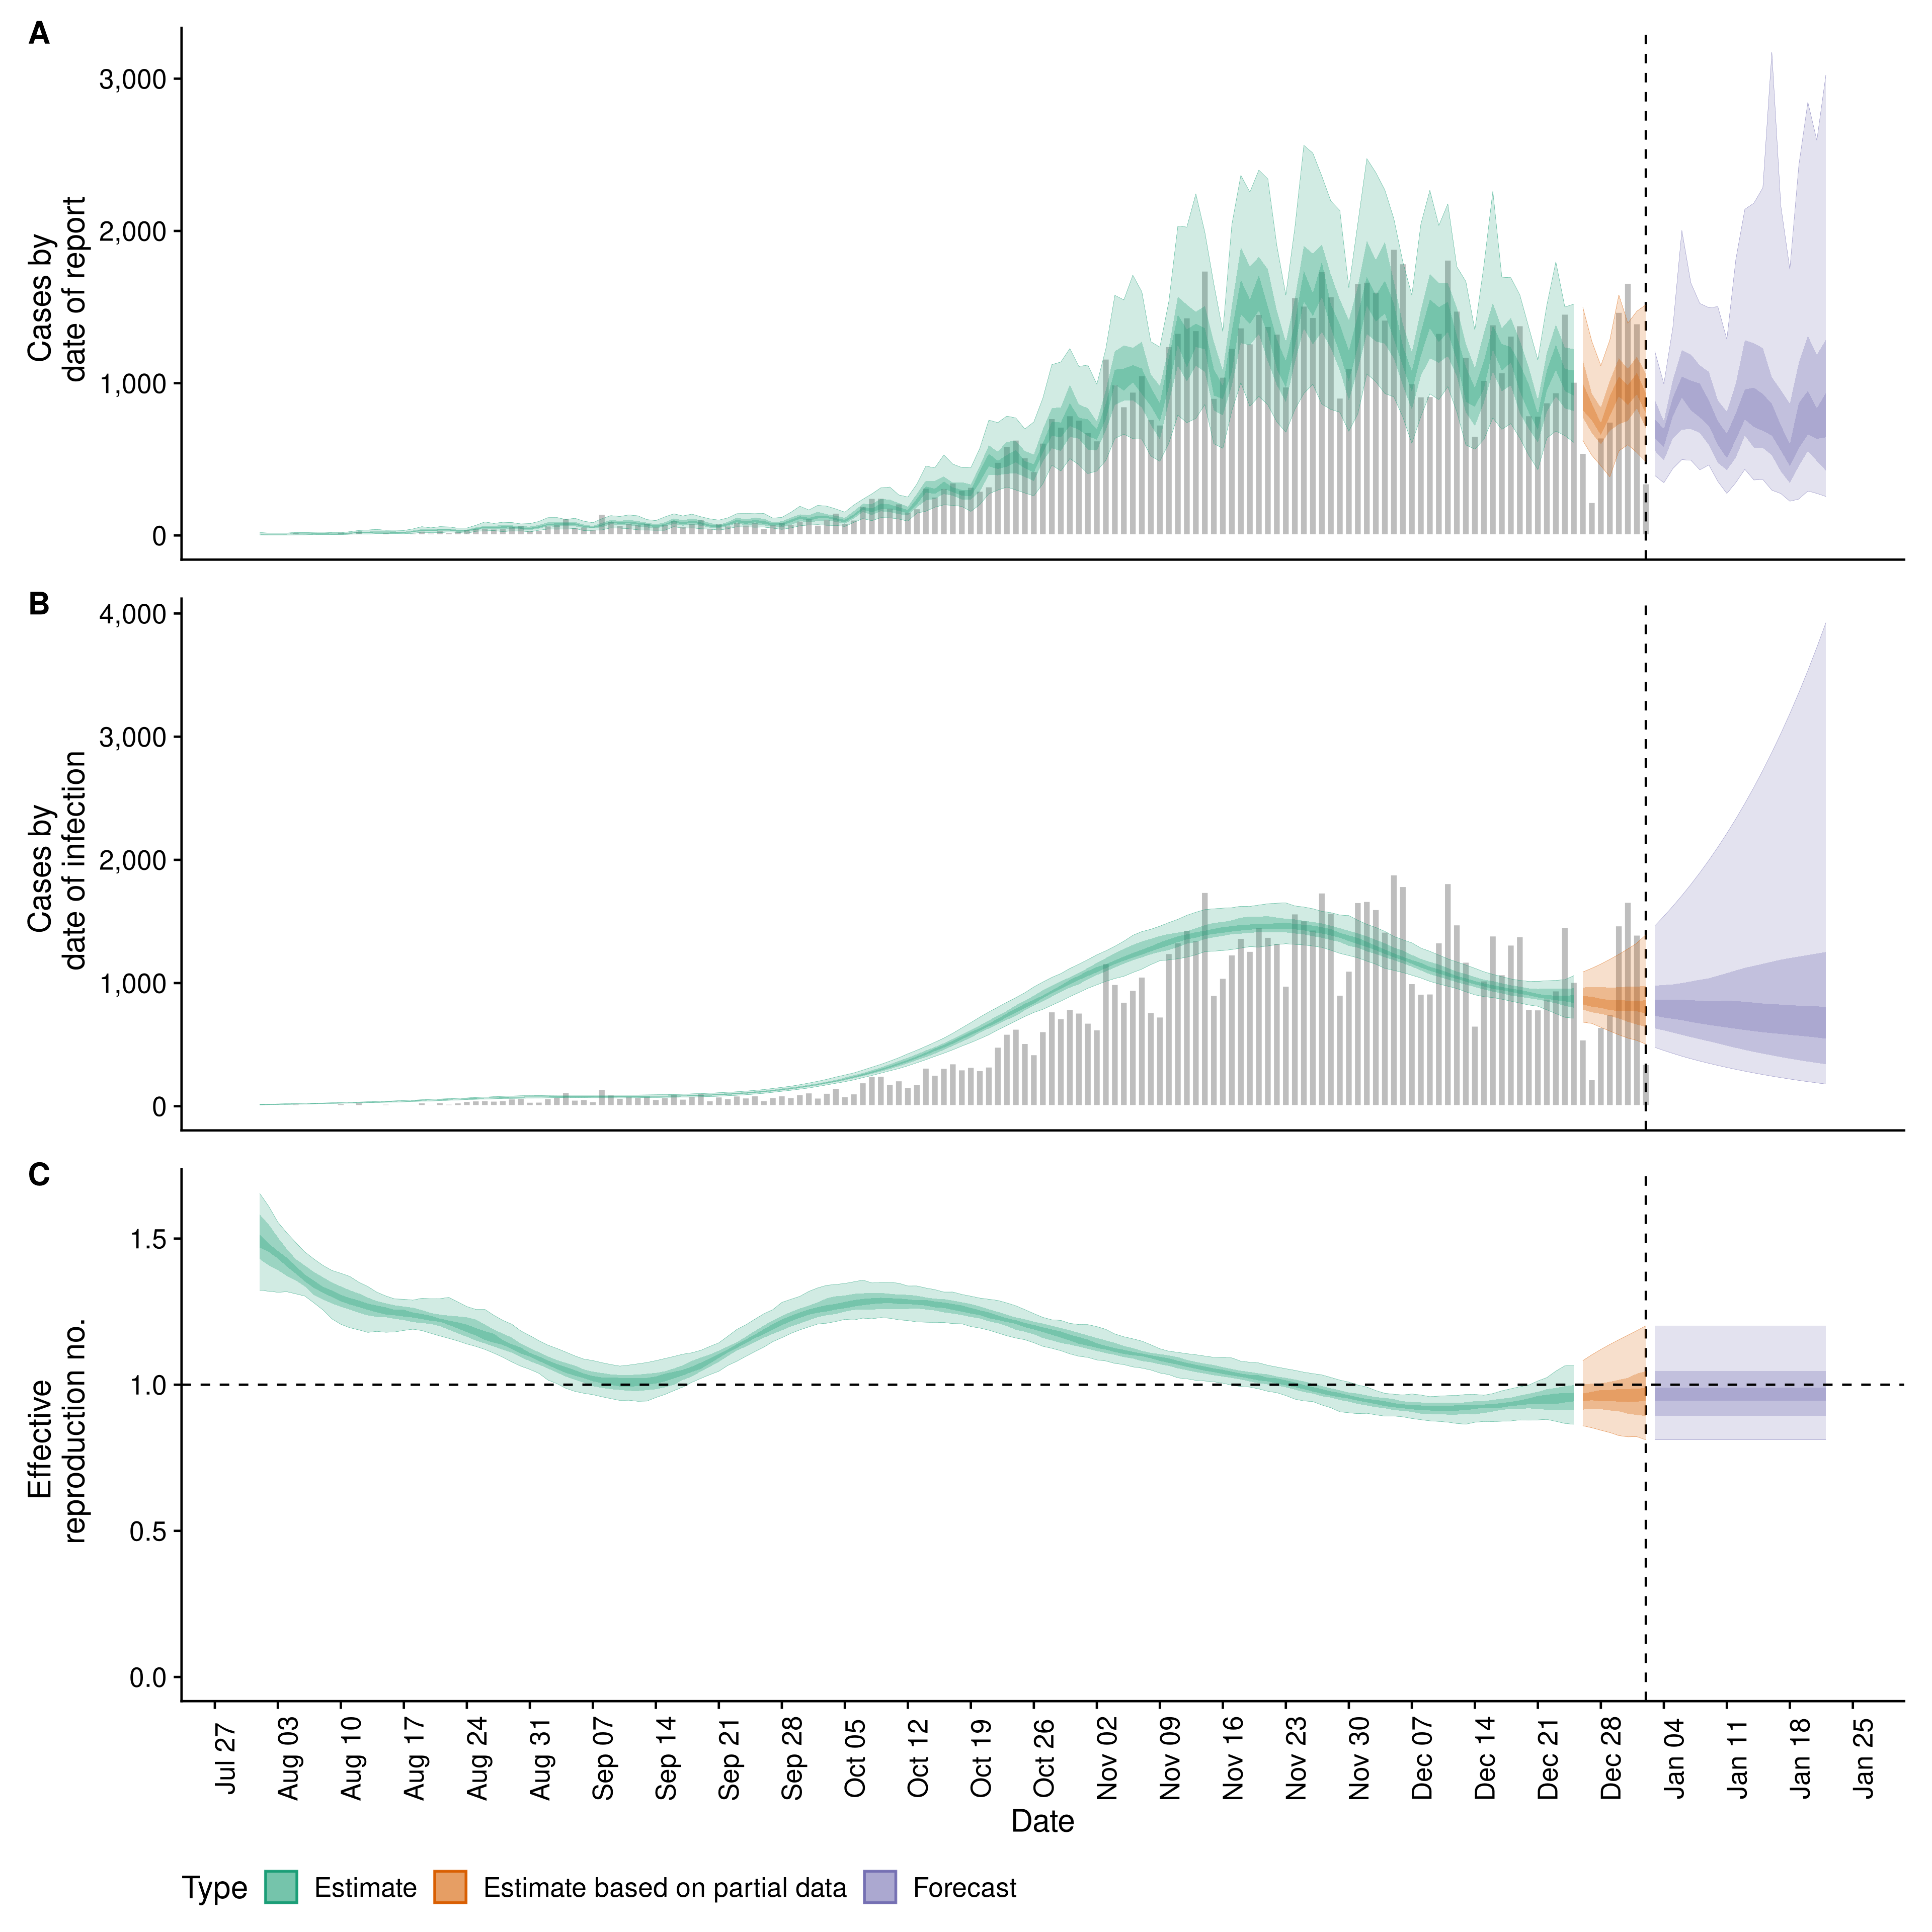 A
3,000
2,000
1,000
0
Cases by
date of report
B
4,000
3,000
2,000
1,000
0
Cases by
date of infection
C
1.5
1.0
0.5
0.0
Effective
reproduction no.
Jul 27
Aug 03
Aug 10
Aug 17
Aug 24
Aug 31
Sep 07
Sep 14
Sep 21
Sep 28
Oct 05
Oct 12
Oct 19
Oct 26
Nov 02
Nov 09
Nov 16
Nov 23
Nov 30
Dec 07
Dec 14
Dec 21
Dec 28
Jan 04
Jan 11
Jan 18
Jan 25
Date
Type Estimate Estimate based on partial data Forecast